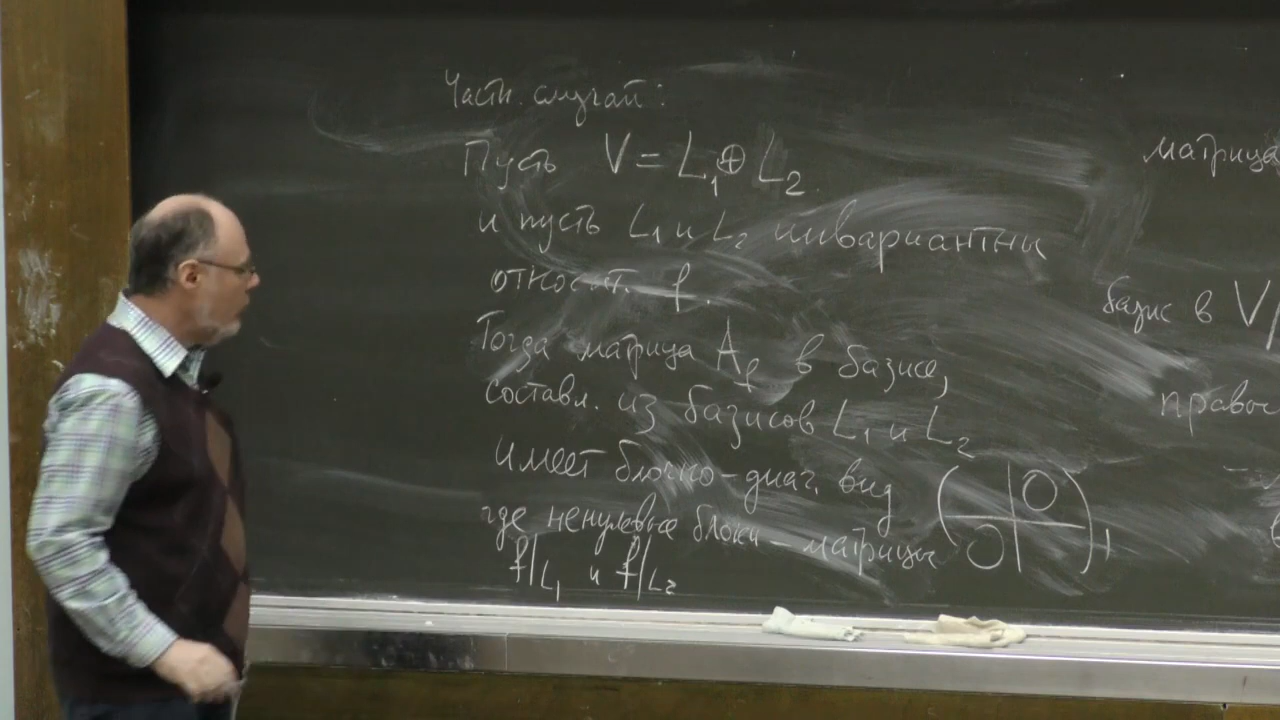 Частн. случай:
Пусть V = L₁ ⊕ L₂.
и пусть L₁ и L₂ инвариантны
относит. f.
Тогда матрица A_f в базисе,
составл. из базисов L₁ и L₂
имеет блочно-диаг. вид ( | O / O | ),
где ненулевые блоки – матрицы
f|_L₁ и f|_L₂
матрица
базис в V/